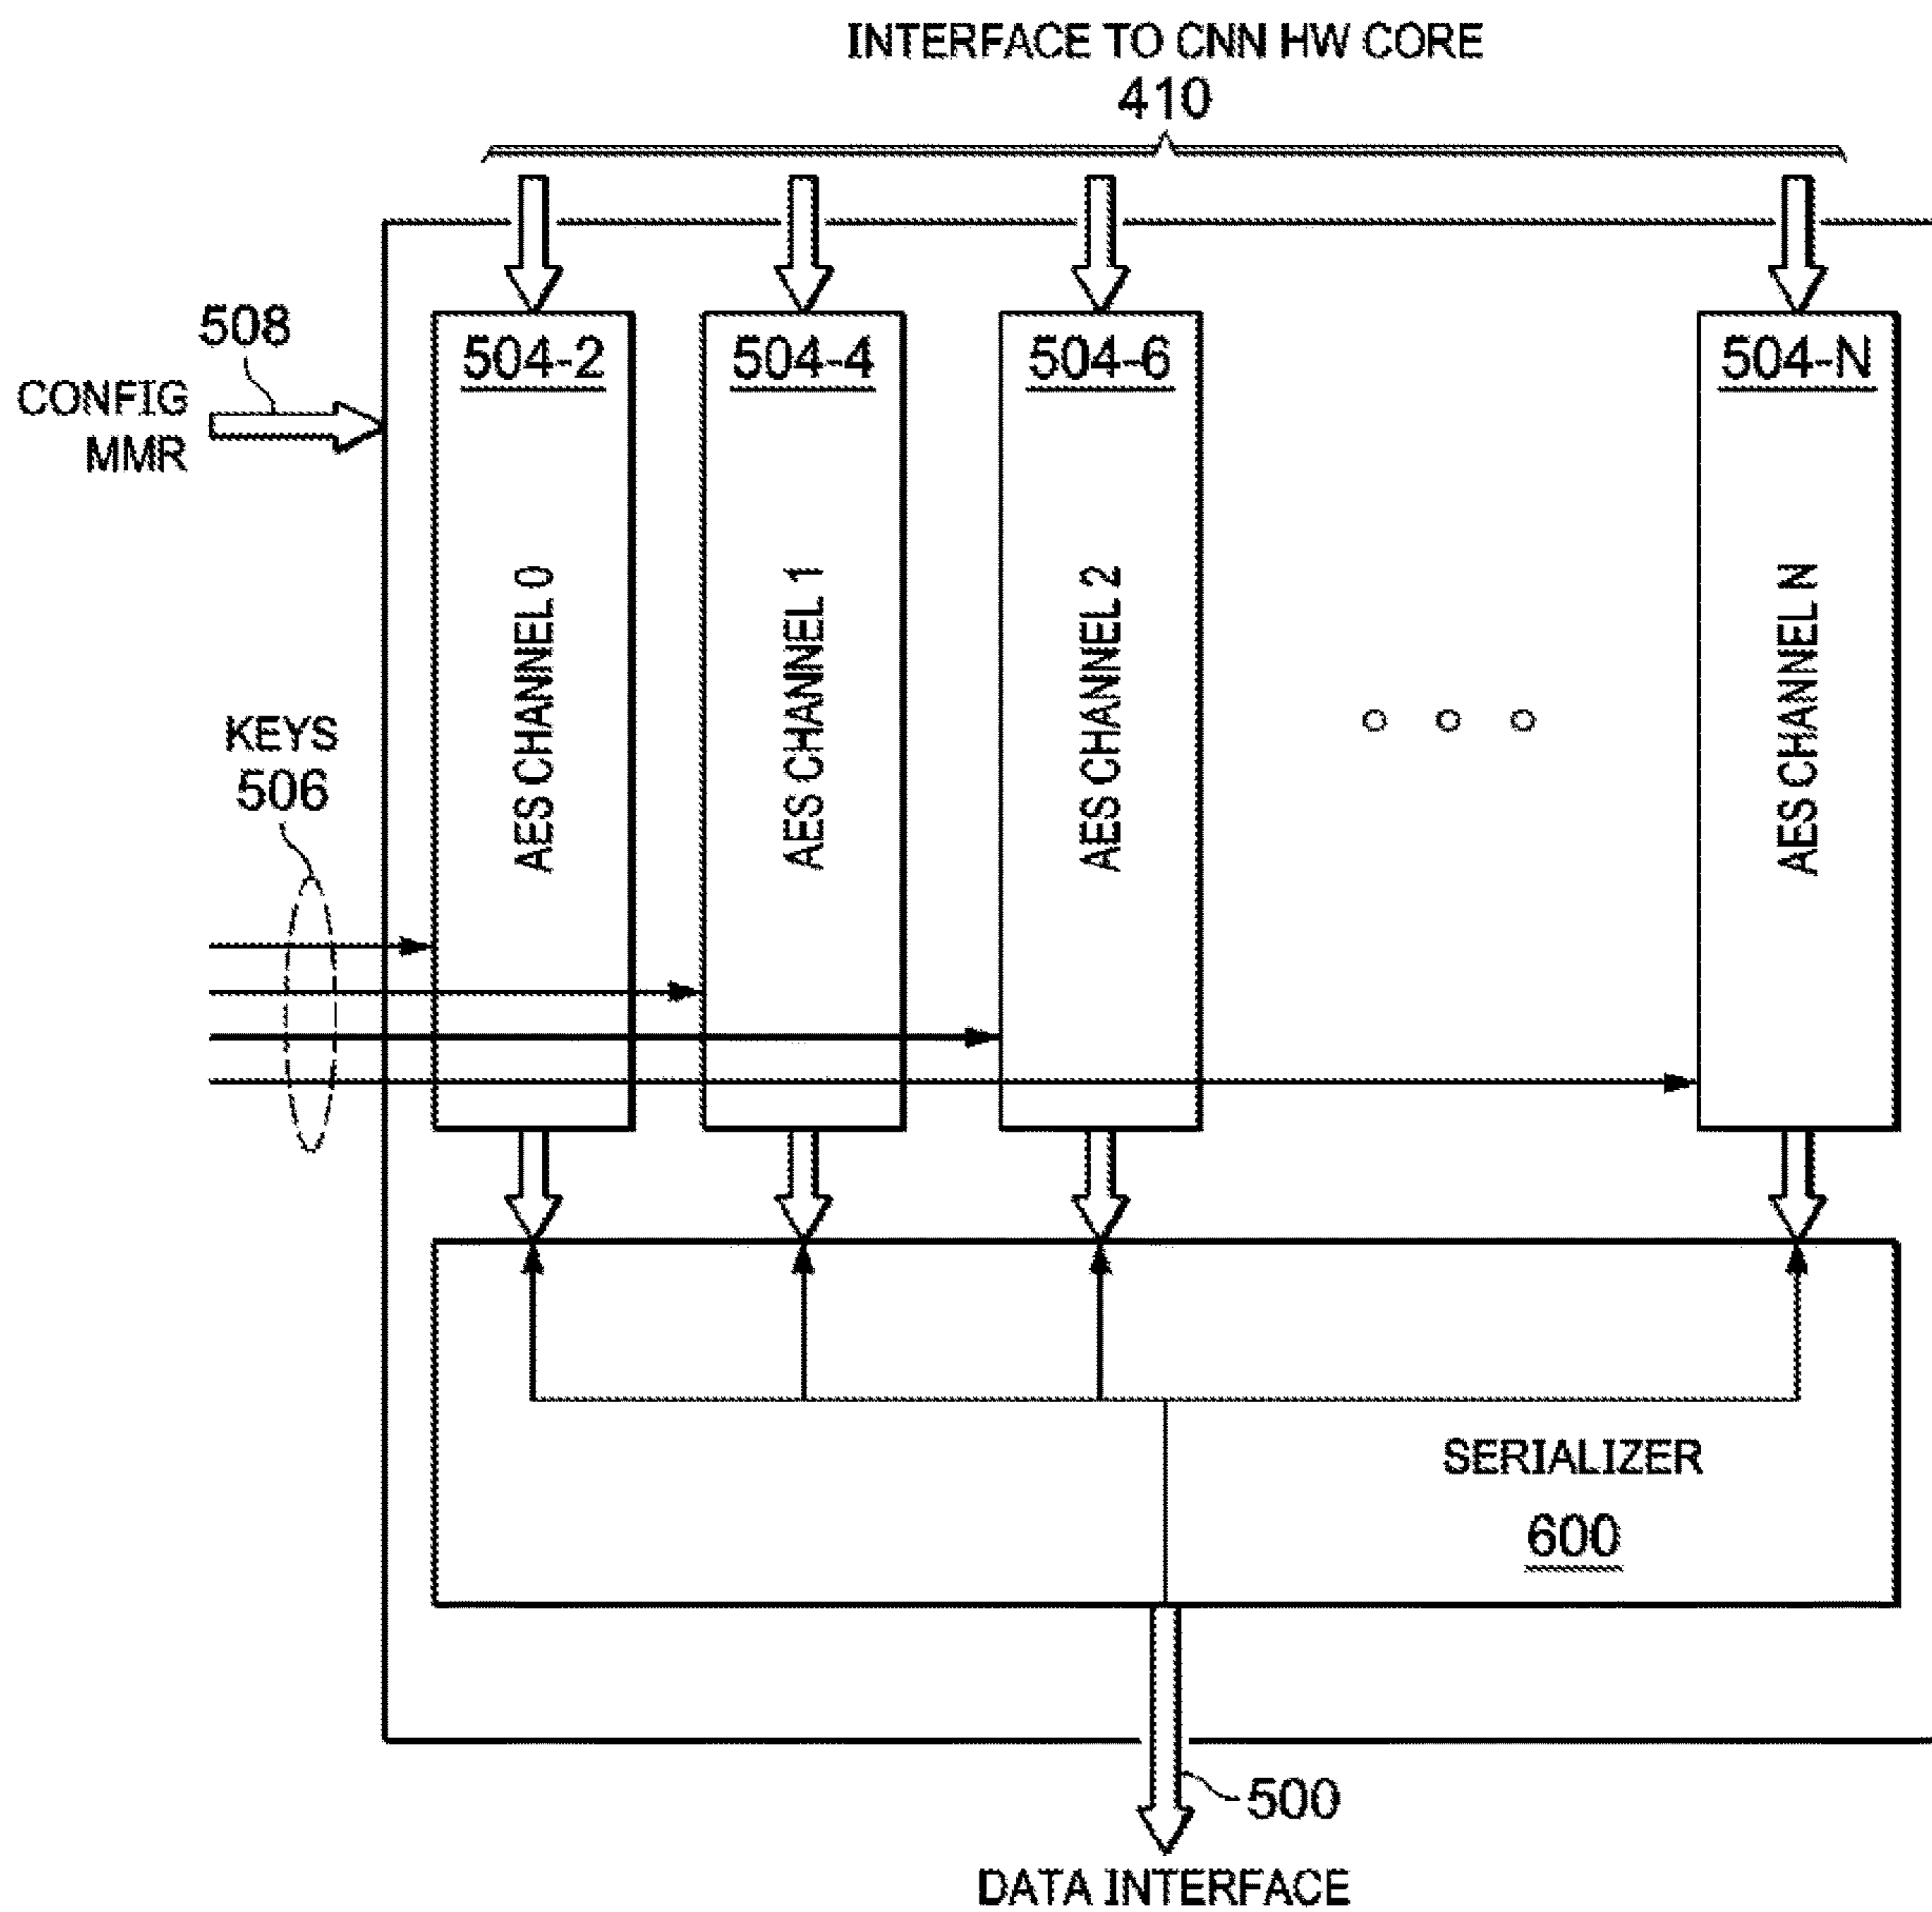 INTERFACE TO CNN HW CORE
410
508
CONFIG
MMR
504-2
504-4
504-6
504-N
AES CHANNEL 0
AES CHANNEL 1
AES CHANNEL 2
AES CHANNEL N
KEYS
506
SERIALIZER
600
500
DATA INTERFACE